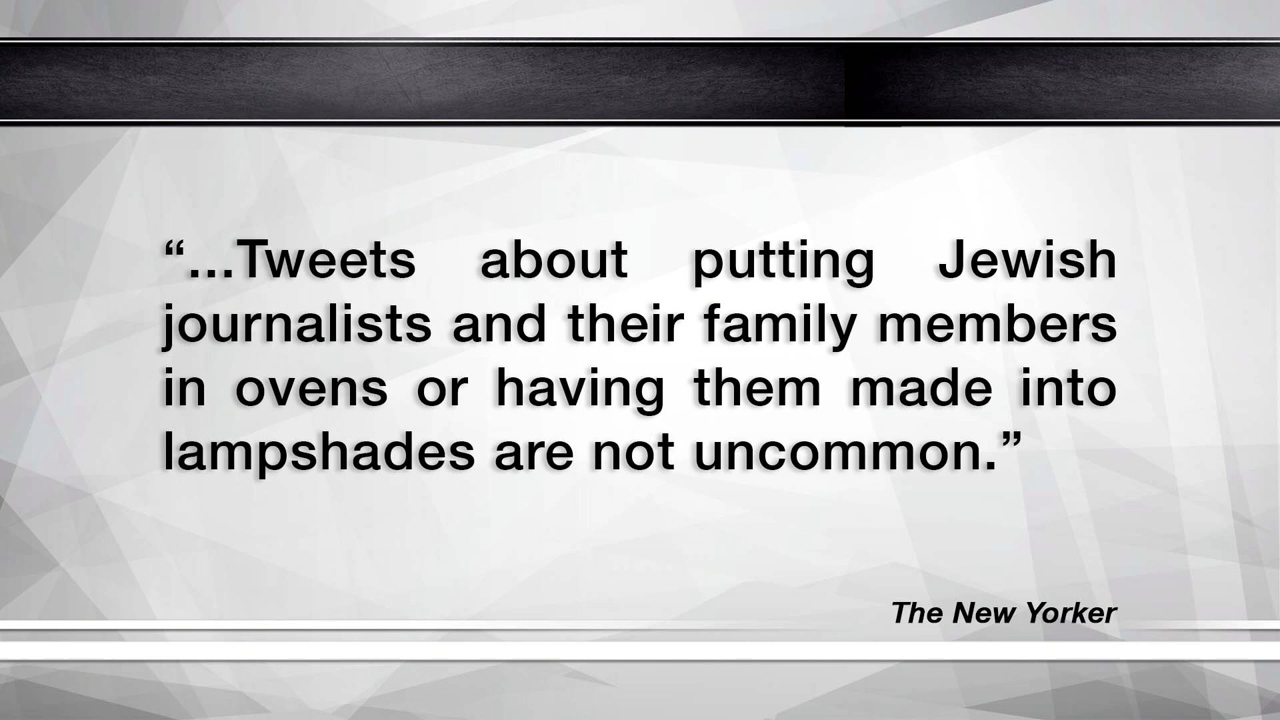 “...Tweets about putting Jewish
journalists and their family members
in ovens or having them made into
lampshades are not uncommon.”
The New Yorker